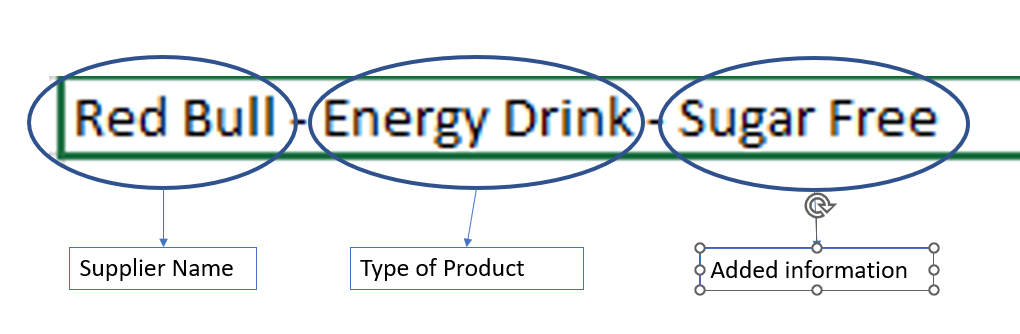 Red Bull - Energy Drink - Sugar Free
Supplier Name
Type of Product
Added information